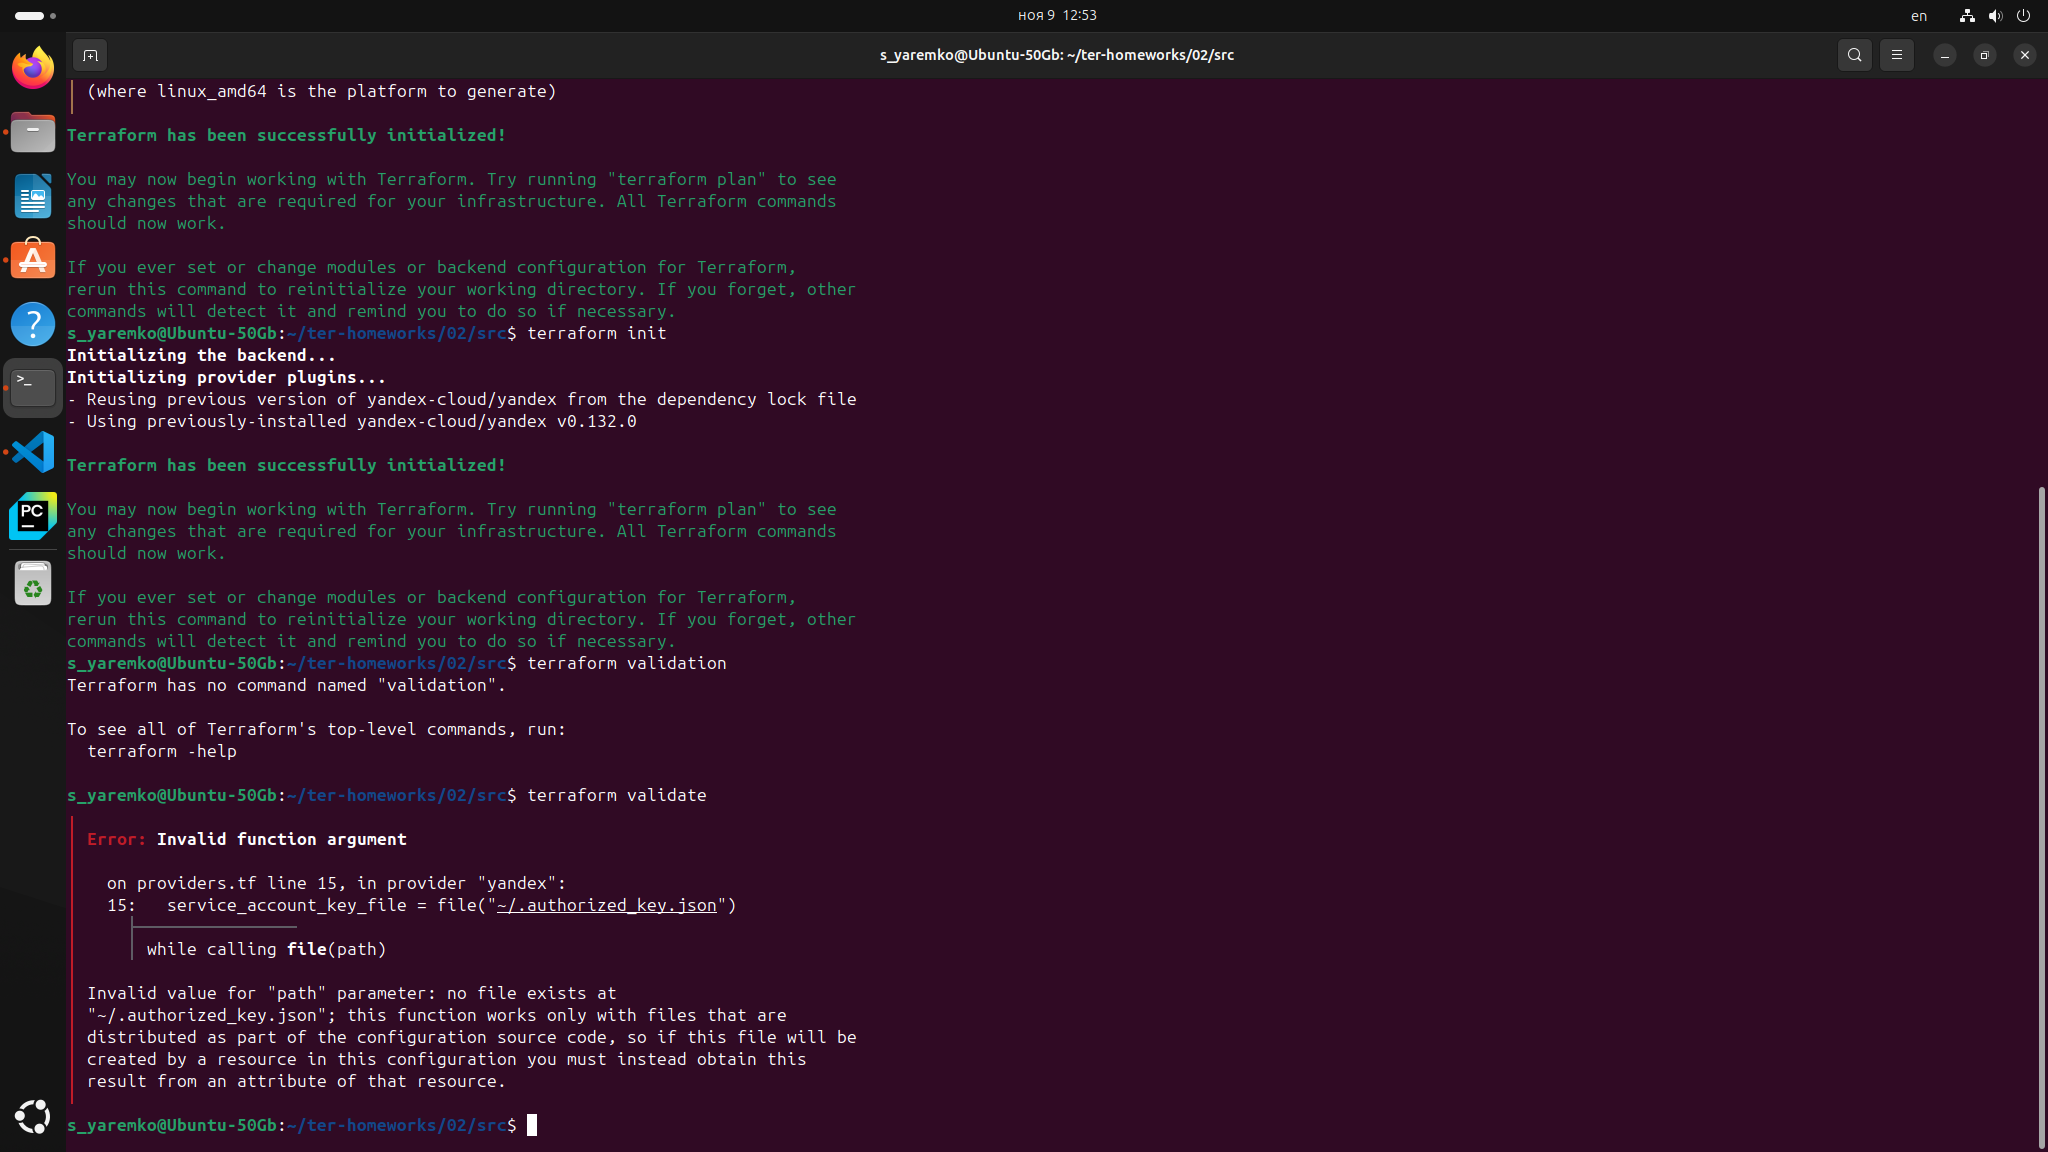 ноя 9 12:53
en
s_yaremko@Ubuntu-50Gb: ~/ter-homeworks/02/src
(where linux_amd64 is the platform to generate)
Terraform has been successfully initialized!
You may now begin working with Terraform. Try running "terraform plan" to see
any changes that are required for your infrastructure. All Terraform commands
should now work.
If you ever set or change modules or backend configuration for Terraform,
rerun this command to reinitialize your working directory. If you forget, other
commands will detect it and remind you to do so if necessary.
s_yaremko@Ubuntu-50Gb:~/ter-homeworks/02/src$ terraform init
Initializing the backend...
Initializing provider plugins...
- Reusing previous version of yandex-cloud/yandex from the dependency lock file
- Using previously-installed yandex-cloud/yandex v0.132.0
Terraform has been successfully initialized!
You may now begin working with Terraform. Try running "terraform plan" to see
any changes that are required for your infrastructure. All Terraform commands
should now work.
If you ever set or change modules or backend configuration for Terraform,
rerun this command to reinitialize your working directory. If you forget, other
commands will detect it and remind you to do so if necessary.
s_yaremko@Ubuntu-50Gb:~/ter-homeworks/02/src$ terraform validation
Terraform has no command named "validation".
To see all of Terraform's top-level commands, run:
terraform -help
s_yaremko@Ubuntu-50Gb:~/ter-homeworks/02/src$ terraform validate
Error: Invalid function argument
on providers.tf line 15, in provider "yandex":
15: service_account_key_file = file("~/.authorized_key.json")
while calling file(path)
Invalid value for "path" parameter: no file exists at
"~/.authorized_key.json"; this function works only with files that are
distributed as part of the configuration source code, so if this file will be
created by a resource in this configuration you must instead obtain this
result from an attribute of that resource.
s_yaremko@Ubuntu-50Gb:~/ter-homeworks/02/src$
>_
PC